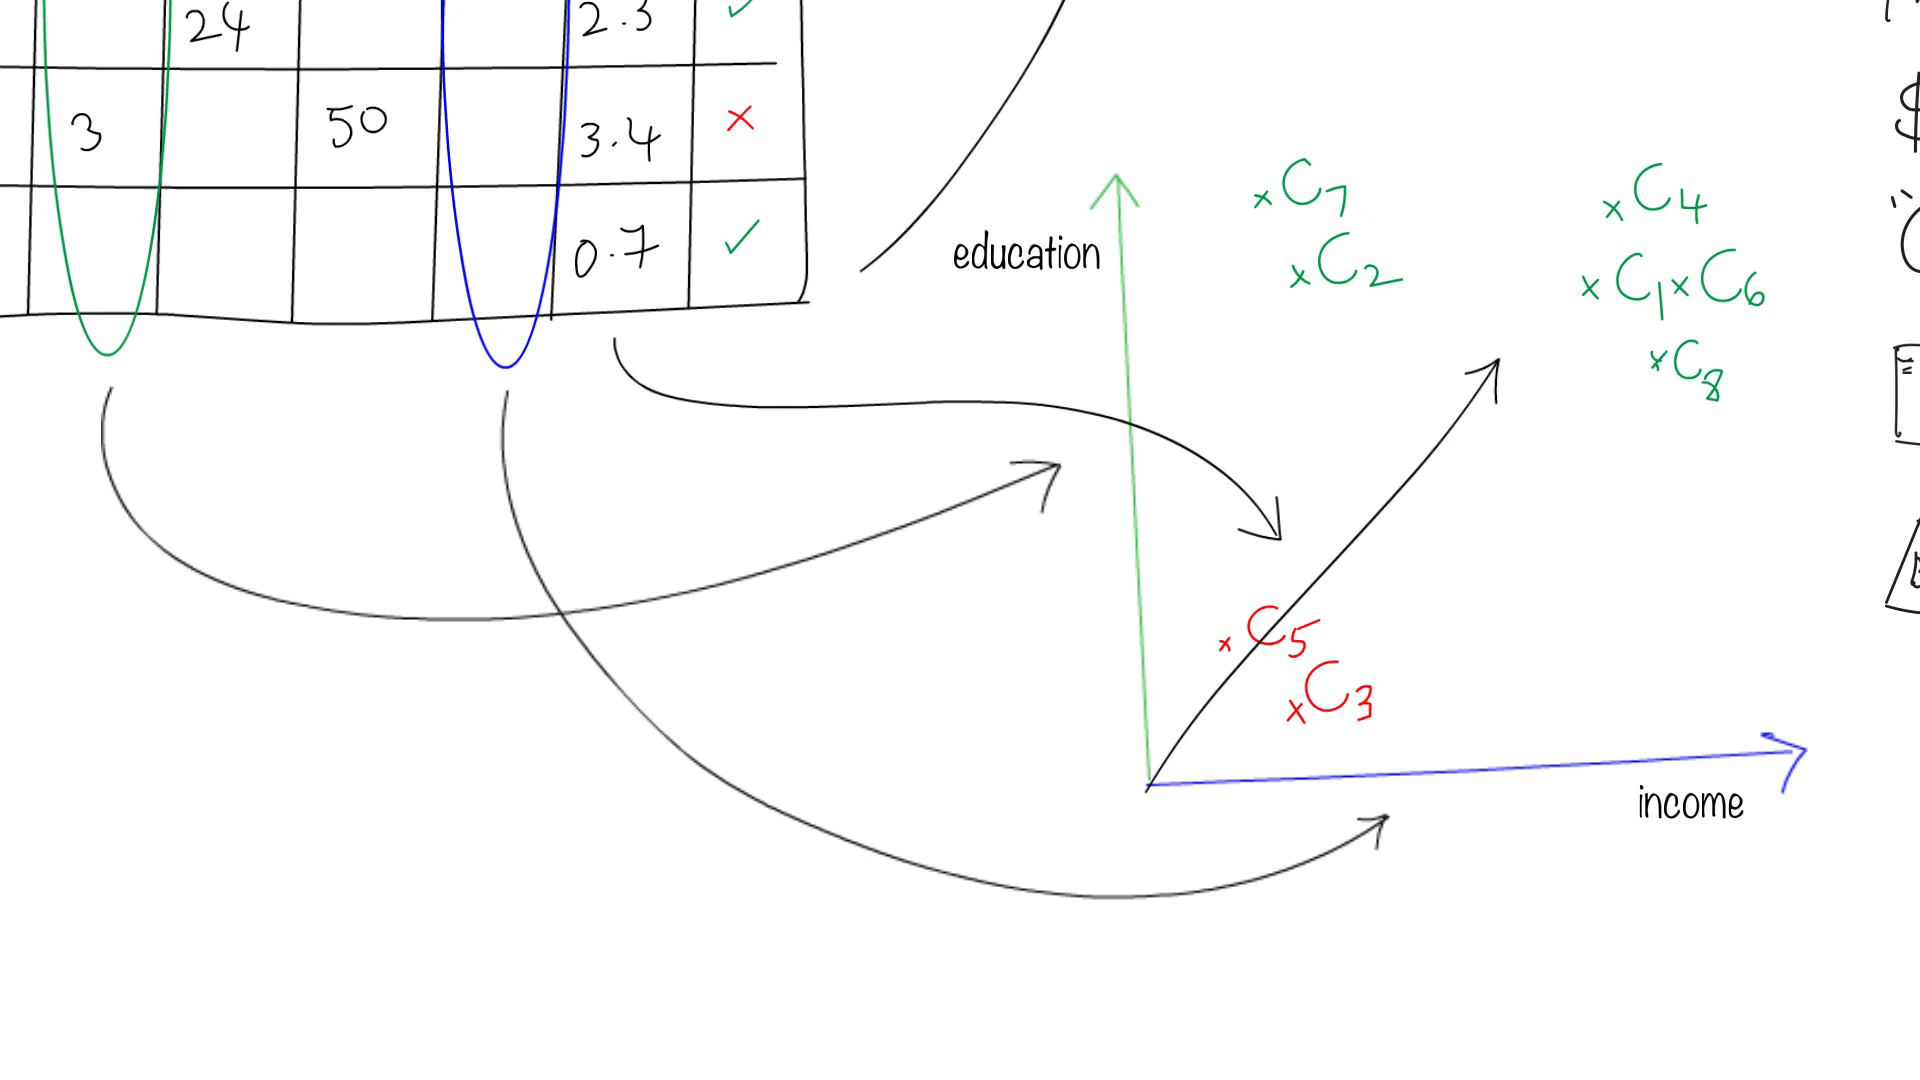 24 2.3 ✓
3 50 3.4 ×
0.7 ✓
education
×C7
×C2
×C4
×C1 ×C6
×C8
×C5
×C3
income
$